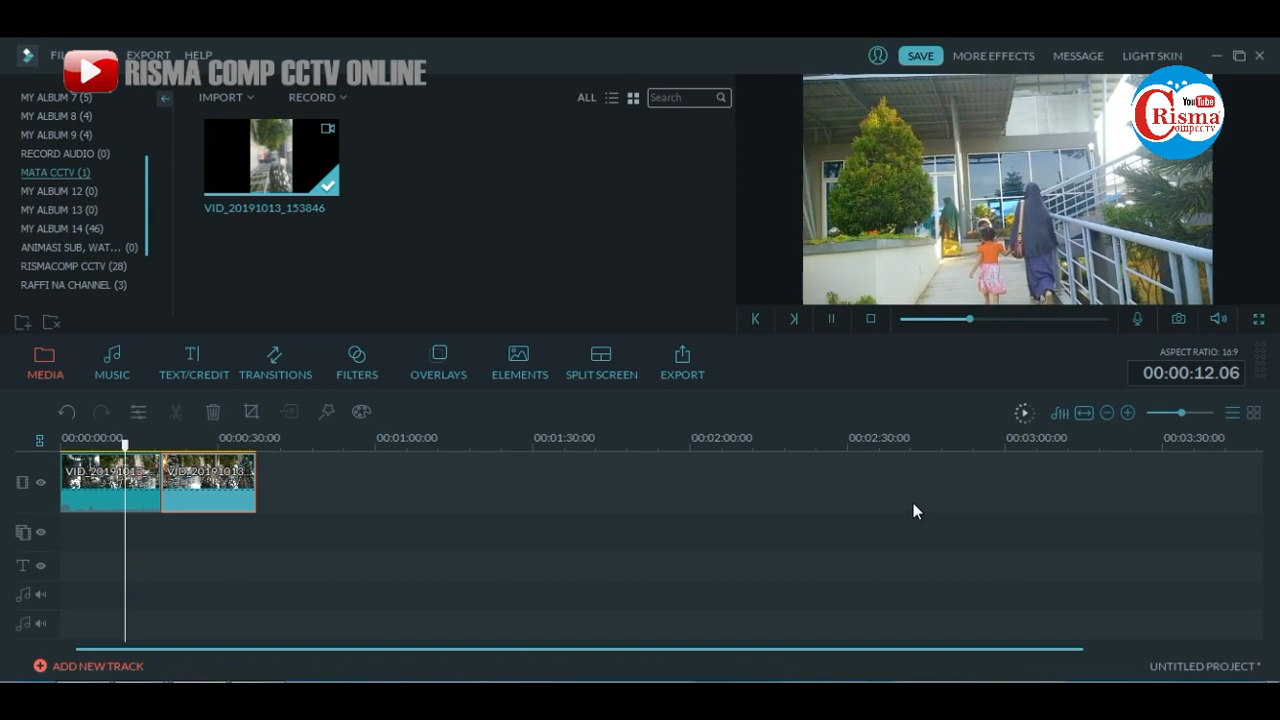 EXPORT HELP
RISMA COMP CCTV ONLINE
SAVE MORE EFFECTS MESSAGE LIGHT SKIN
YouTube
Risma
CompCCTV
MY ALBUM 7 (5)
MY ALBUM 8 (4)
MY ALBUM 9 (4)
RECORD AUDIO (0)
MATA CCTV (1)
MY ALBUM 12 (0)
MY ALBUM 13 (0)
MY ALBUM 14 (46)
ANIMASI SUB, WAT... (0)
RISMACOMP CCTV (28)
RAFFI NA CHANNEL (3)
IMPORT RECORD ALL Search
VID_20191013_153846
MEDIA MUSIC TEXT/CREDIT TRANSITIONS FILTERS OVERLAYS ELEMENTS SPLIT SCREEN EXPORT
ASPECT RATIO: 16:9
00:00:12.06
00:00:00:00 00:00:30:00 00:01:00:00 00:01:30:00 00:02:00:00 00:02:30:00 00:03:00:00 00:03:30:00
VID_20191013_... VID_20191013...
ADD NEW TRACK UNTITLED PROJECT *